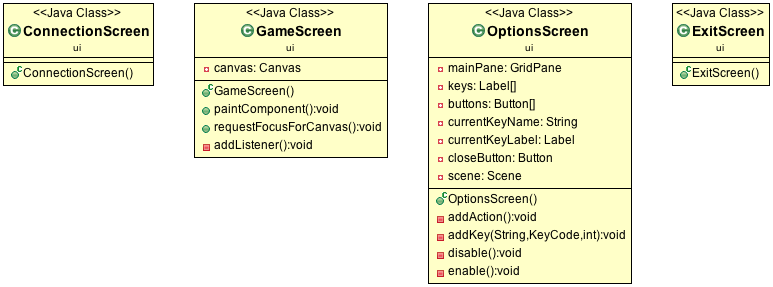 <<Java Class>>
ConnectionScreen
ui
ConnectionScreen()
<<Java Class>>
GameScreen
ui
canvas: Canvas
GameScreen()
paintComponent():void
requestFocusForCanvas():void
addListener():void
<<Java Class>>
OptionsScreen
ui
mainPane: GridPane
keys: Label[]
buttons: Button[]
currentKeyName: String
currentKeyLabel: Label
closeButton: Button
scene: Scene
OptionsScreen()
addAction():void
addKey(String,KeyCode,int):void
disable():void
enable():void
<<Java Class>>
ExitScreen
ui
ExitScreen()